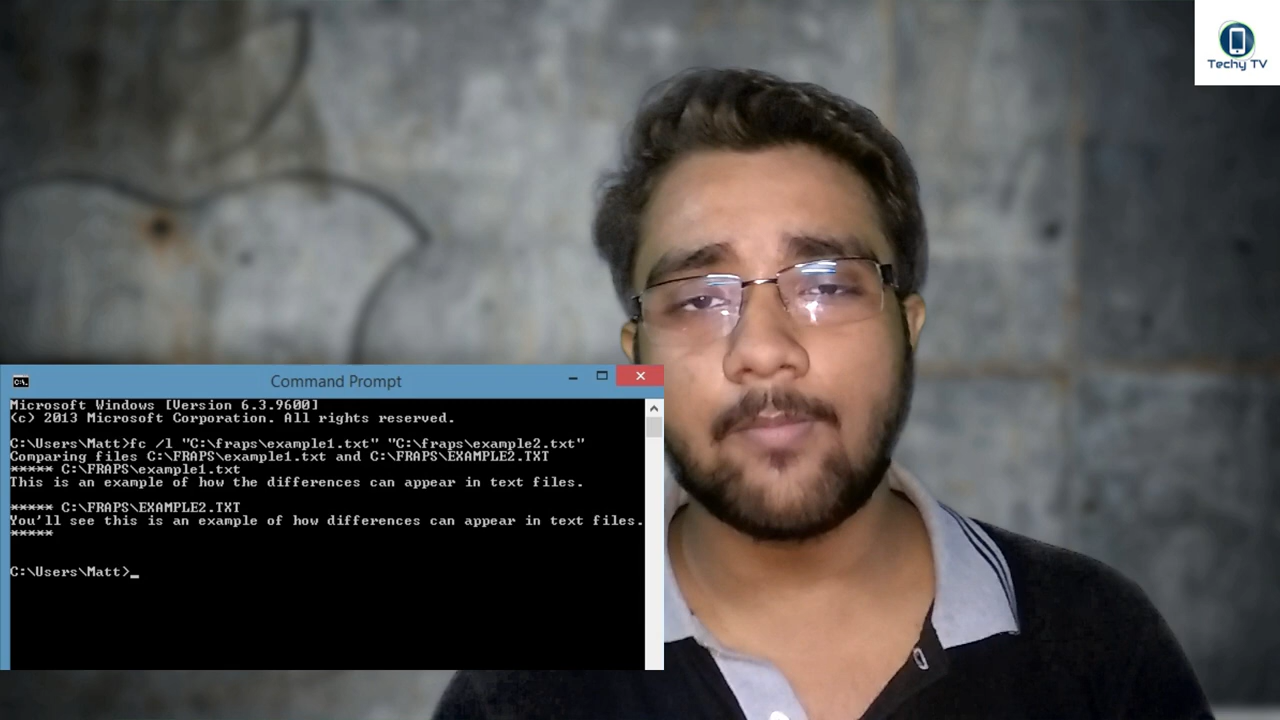 Techy TV
Command Prompt
Microsoft Windows [Version 6.3.9600]
(c) 2013 Microsoft Corporation. All rights reserved.
C:\Users\Matt>fc /l "C:\fraps\example1.txt" "C:\fraps\example2.txt"
Comparing files C:\FRAPS\example1.txt and C:\FRAPS\EXAMPLE2.TXT
***** C:\FRAPS\example1.txt
This is an example of how the differences can appear in text files.
***** C:\FRAPS\EXAMPLE2.TXT
You'll see this is an example of how differences can appear in text files.
*****
C:\Users\Matt>_